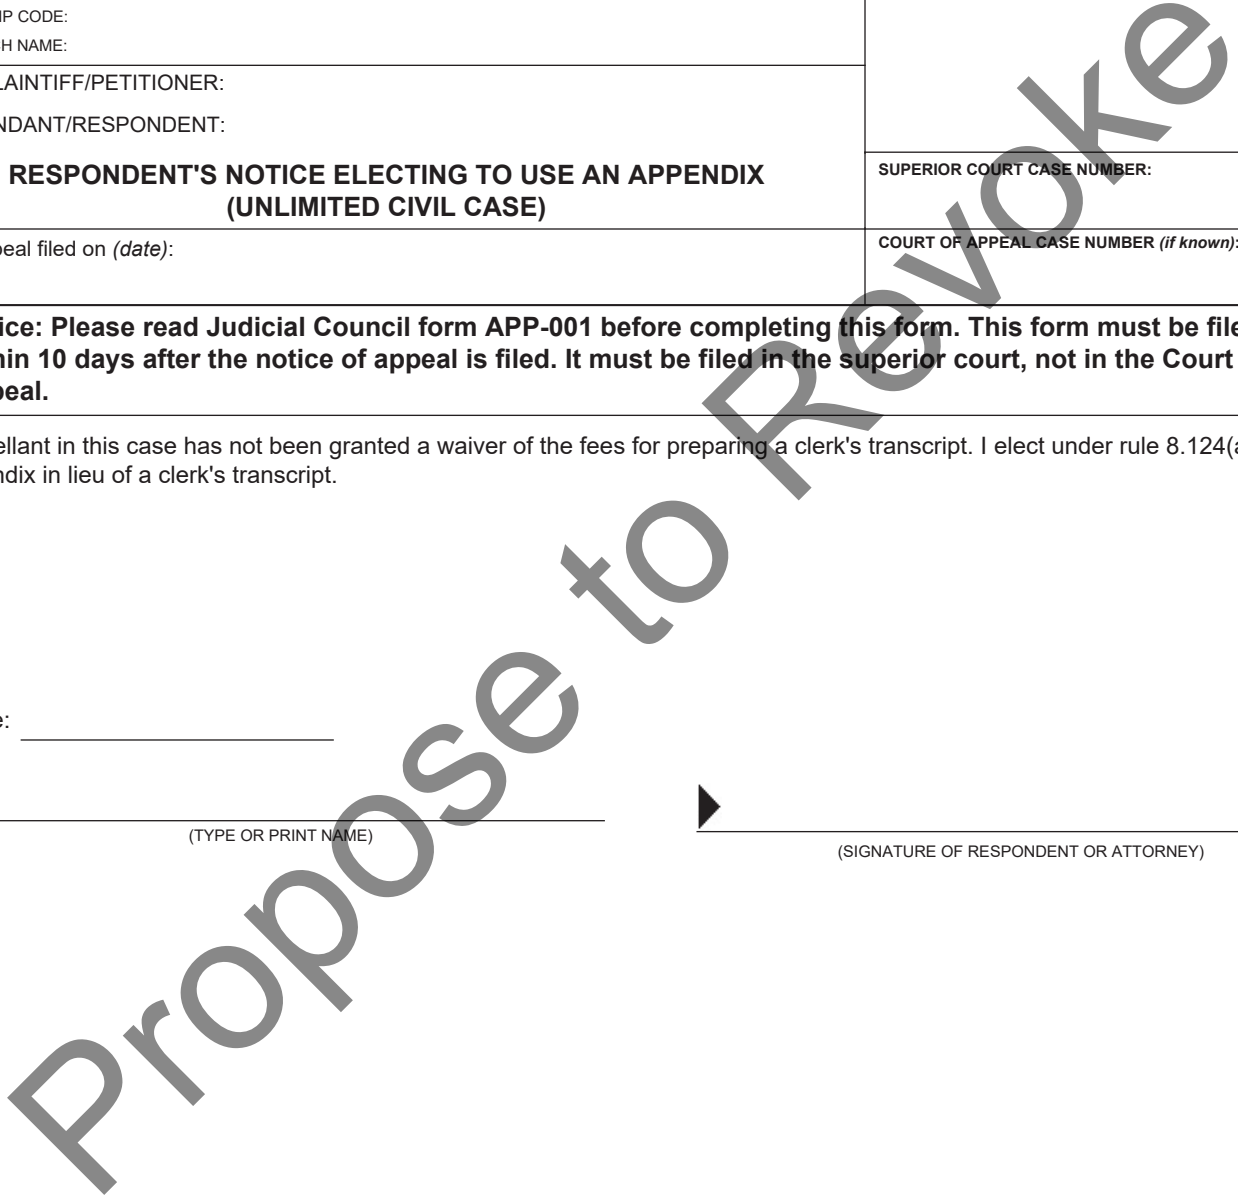 IP CODE:
CH NAME:
LAINTIFF/PETITIONER:
NDANT/RESPONDENT:
RESPONDENT'S NOTICE ELECTING TO USE AN APPENDIX
(UNLIMITED CIVIL CASE)
SUPERIOR COURT CASE NUMBER:
peal filed on (date):
COURT OF APPEAL CASE NUMBER (if known):
ice: Please read Judicial Council form APP-001 before completing this form. This form must be file
hin 10 days after the notice of appeal is filed. It must be filed in the superior court, not in the Court
peal.
ellant in this case has not been granted a waiver of the fees for preparing a clerk's transcript. I elect under rule 8.124(a
ndix in lieu of a clerk's transcript.
e:
(TYPE OR PRINT NAME)
(SIGNATURE OF RESPONDENT OR ATTORNEY)
Propose to Revoke